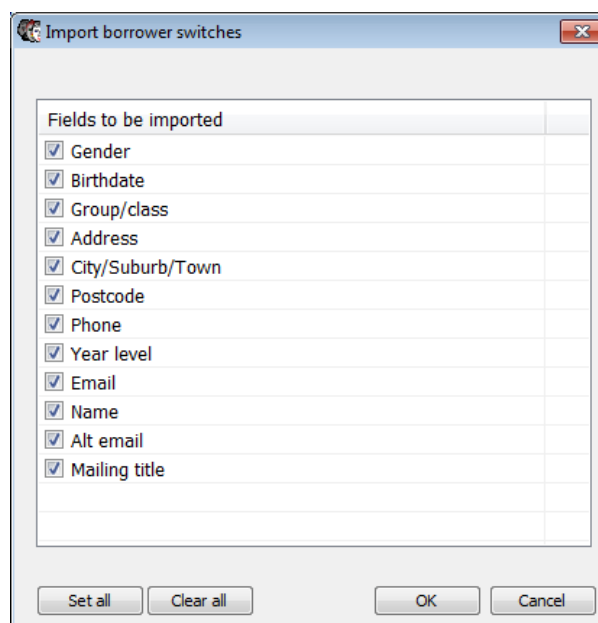 Import borrower switches
Fields to be imported
Gender
Birthdate
Group/class
Address
City/Suburb/Town
Postcode
Phone
Year level
Email
Name
Alt email
Mailing title
Set all Clear all OK Cancel